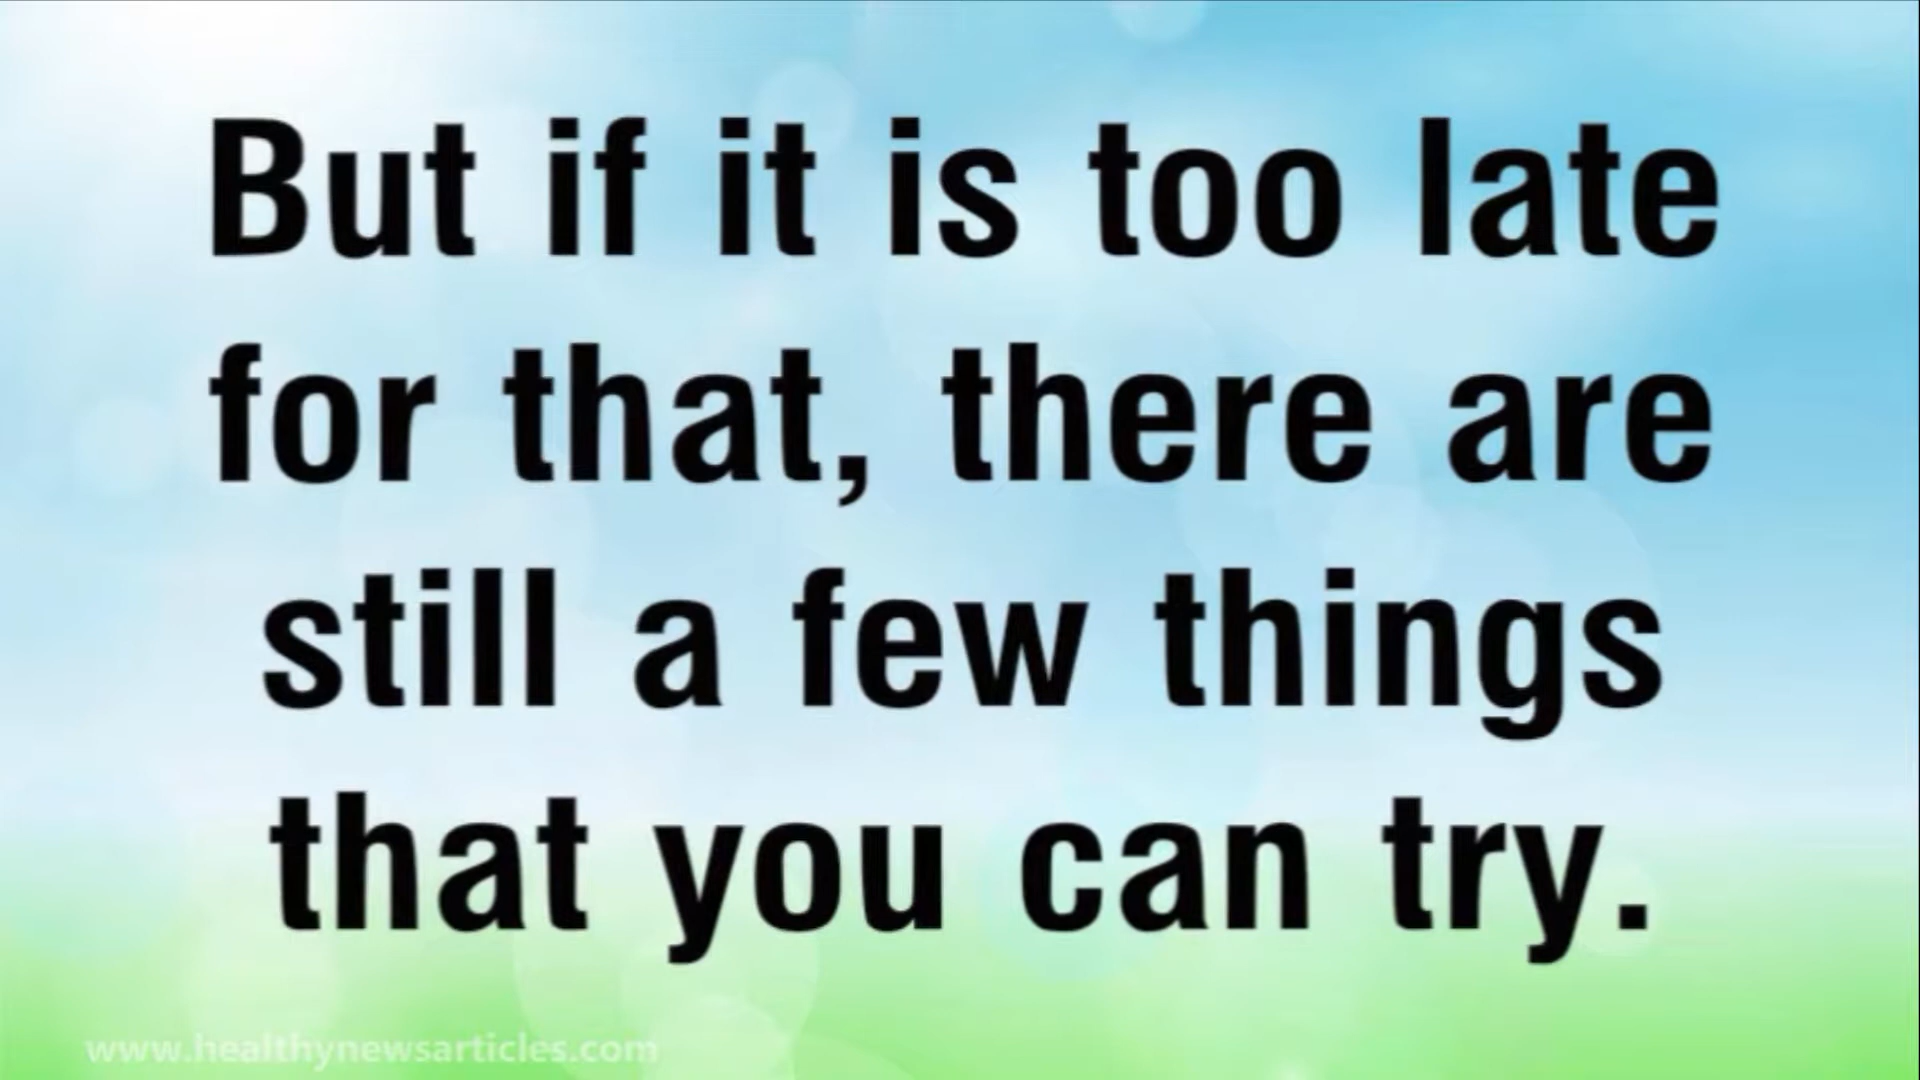 But if it is too late
for that, there are
still a few things
that you can try.
www.healthynewsarticles.com